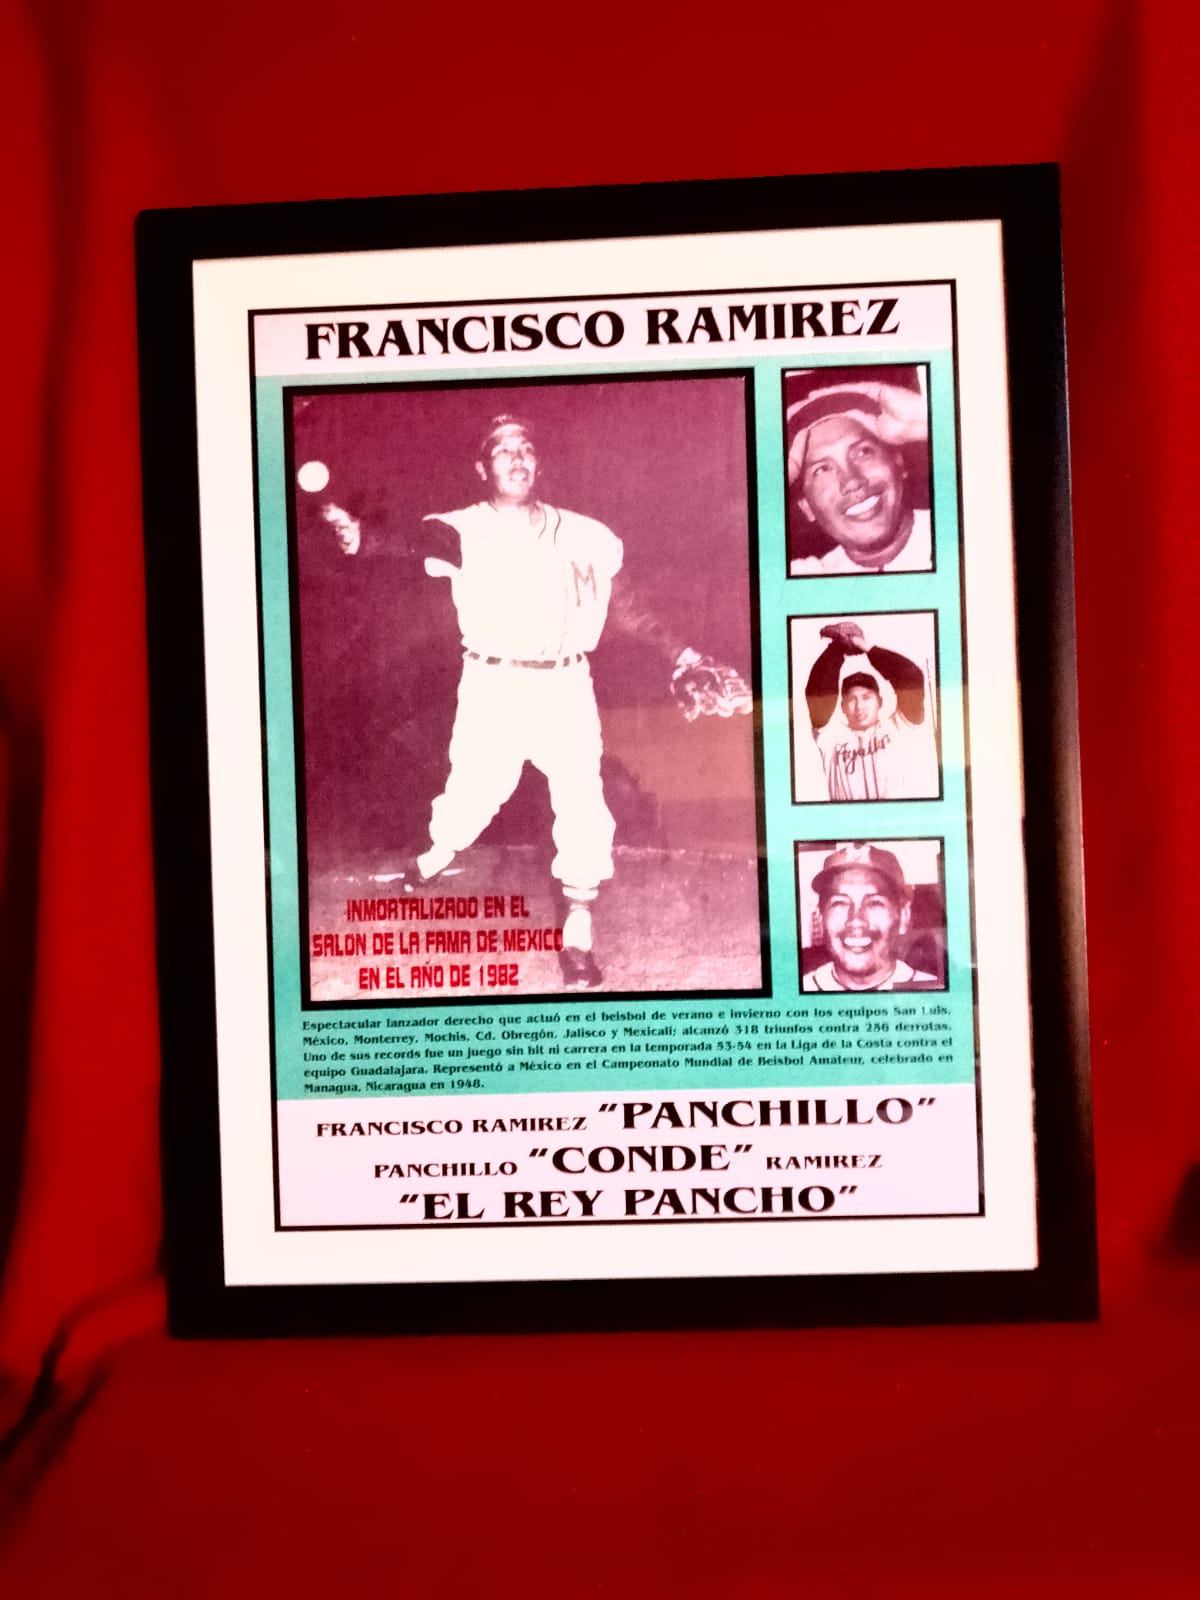 FRANCISCO RAMIREZ
M
INMORTALIZADO EN EL
SALON DE LA FAMA DE MEXICO
EN EL AÑO DE 1982
Espectacular lanzador derecho que actuó en el beisbol de verano e invierno con los equipos San Luis,
México, Monterrey, Mochis, Cd. Obregón, Jalisco y Mexicali; alcanzó 318 triunfos contra 256 derrotas.
Uno de sus records fue un juego sin hit ni carrera en la temporada 53-54 en la Liga de la Costa contra el
equipo Guadalajara. Representó a México en el Campeonato Mundial de Beisbol Amateur, celebrado en
Managua, Nicaragua en 1948.
FRANCISCO RAMIREZ "PANCHILLO"
PANCHILLO "CONDE" RAMIREZ
"EL REY PANCHO"